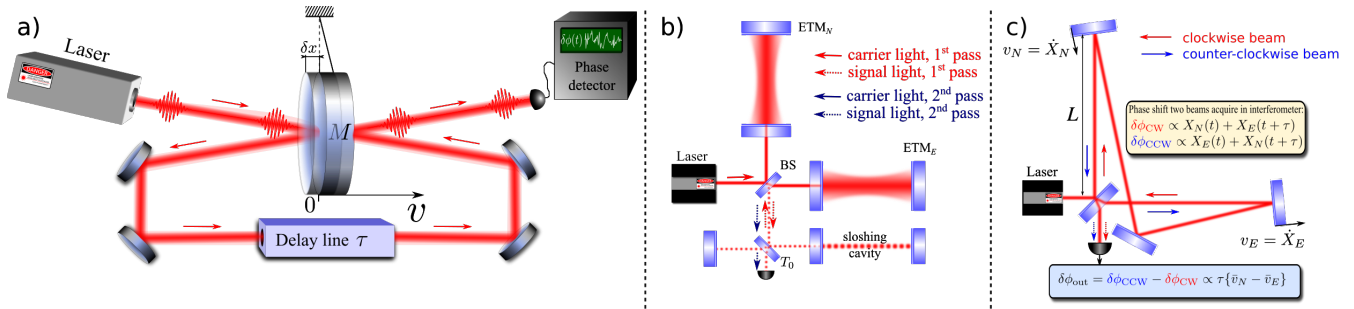 a)
Laser
DANGER
δx
δϕ(t)
Phase
detector
M
0
v
Delay line τ
b)
ETM_N
carrier light, 1st pass
signal light, 1st pass
carrier light, 2nd pass
signal light, 2nd pass
Laser
BS
ETM_E
sloshing
cavity
T_0
c)
clockwise beam
counter-clockwise beam
v_N = Ẋ_N
L
Phase shift two beams acquire in interferometer:
δϕ_CW ∝ X_N(t) + X_E(t + τ)
δϕ_CCW ∝ X_E(t) + X_N(t + τ)
Laser
v_E = Ẋ_E
δϕ_out = δϕ_CCW − δϕ_CW ∝ τ{v̄_N − v̄_E}